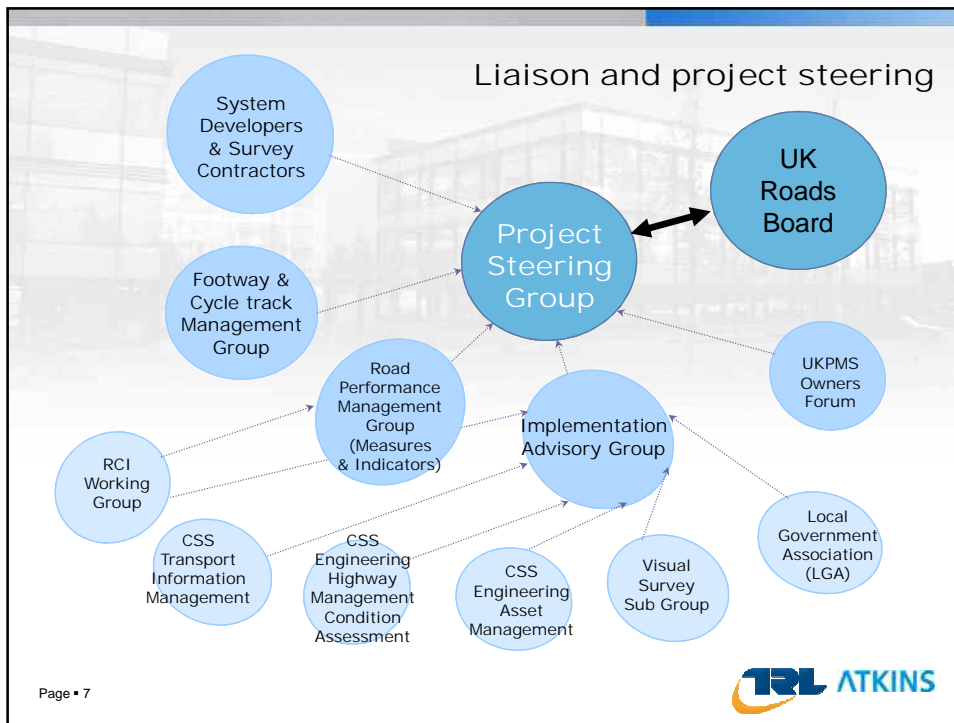 Liaison and project steering
System
Developers
& Survey
Contractors
UK
Roads
Board
Project
Steering
Group
Footway &
Cycle track
Management
Group
Road
Performance
Management
Group
(Measures
& Indicators)
Implementation
Advisory Group
UKPMS
Owners
Forum
RCI
Working
Group
CSS
Transport
Information
Management
CSS
Engineering
Highway
Management
Condition
Assessment
CSS
Engineering
Asset
Management
Visual
Survey
Sub Group
Local
Government
Association
(LGA)
Page ▪ 7
TRL ATKINS